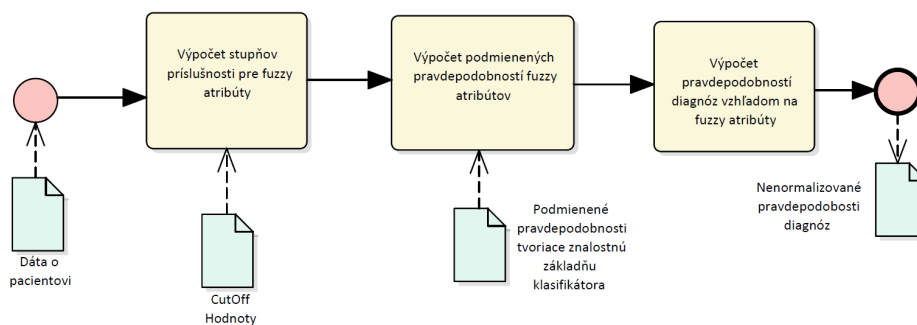 Výpočet stupňov
príslušnosti pre fuzzy
atribúty
Výpočet podmienených
pravdepodobností fuzzy
atribútov
Výpočet
pravdepodobností
diagnóz vzhľadom na
fuzzy atribúty
Dáta o
pacientovi
CutOff
Hodnoty
Podmienené
pravdepodobnosti
tvoriace znalostnú
základňu
klasifikátora
Nenormalizované
pravdepodobosti
diagnóz